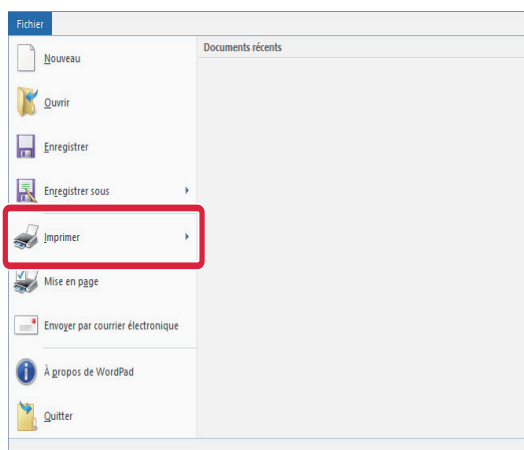 Fichier
Documents récents
Nouveau
Ouvrir
Enregistrer
Enregistrer sous
Imprimer
Mise en page
Envoyer par courrier électronique
À propos de WordPad
Quitter